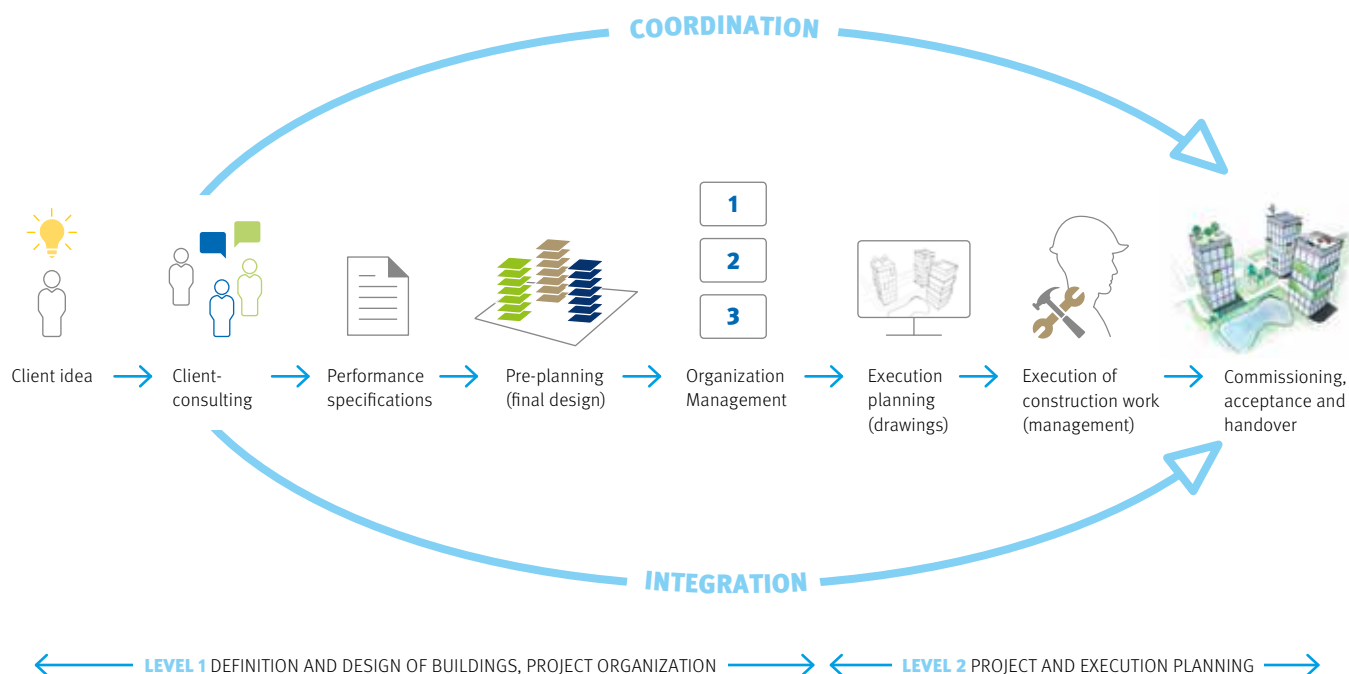 COORDINATION
1
2
3
Client idea
Client-
consulting
Performance
specifications
Pre-planning
(final design)
Organization
Management
Execution
planning
(drawings)
Execution of
construction work
(management)
Commissioning,
acceptance and
handover
INTEGRATION
LEVEL 1 DEFINITION AND DESIGN OF BUILDINGS, PROJECT ORGANIZATION
LEVEL 2 PROJECT AND EXECUTION PLANNING